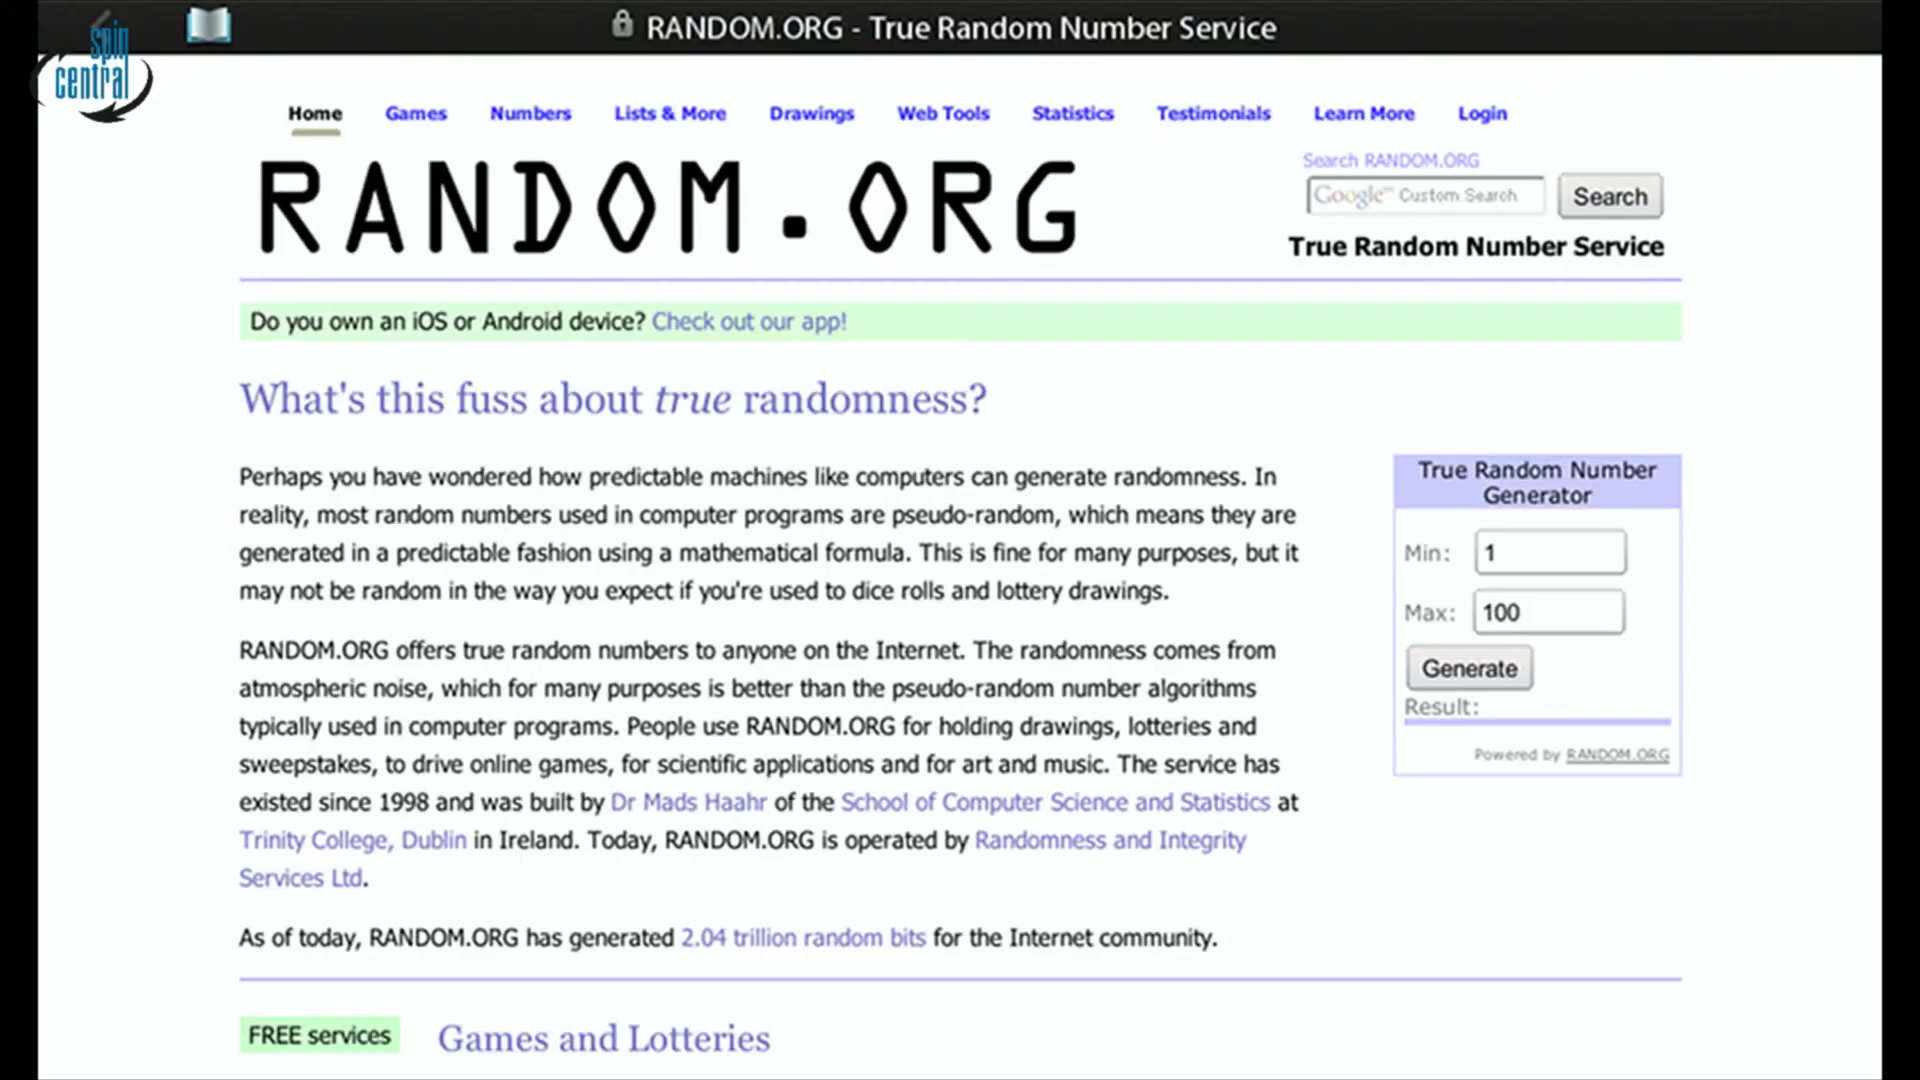 RANDOM.ORG - True Random Number Service
spin
central
Home Games Numbers Lists & More Drawings Web Tools Statistics Testimonials Learn More Login
RANDOM.ORG
Search RANDOM.ORG
Google™ Custom Search Search
True Random Number Service
Do you own an iOS or Android device? Check out our app!
What's this fuss about true randomness?
Perhaps you have wondered how predictable machines like computers can generate randomness. In
reality, most random numbers used in computer programs are pseudo-random, which means they are
generated in a predictable fashion using a mathematical formula. This is fine for many purposes, but it
may not be random in the way you expect if you're used to dice rolls and lottery drawings.
RANDOM.ORG offers true random numbers to anyone on the Internet. The randomness comes from
atmospheric noise, which for many purposes is better than the pseudo-random number algorithms
typically used in computer programs. People use RANDOM.ORG for holding drawings, lotteries and
sweepstakes, to drive online games, for scientific applications and for art and music. The service has
existed since 1998 and was built by Dr Mads Haahr of the School of Computer Science and Statistics at
Trinity College, Dublin in Ireland. Today, RANDOM.ORG is operated by Randomness and Integrity
Services Ltd.
As of today, RANDOM.ORG has generated 2.04 trillion random bits for the Internet community.
True Random Number
Generator
Min: 1
Max: 100
Generate
Result:
Powered by RANDOM.ORG
FREE services
Games and Lotteries